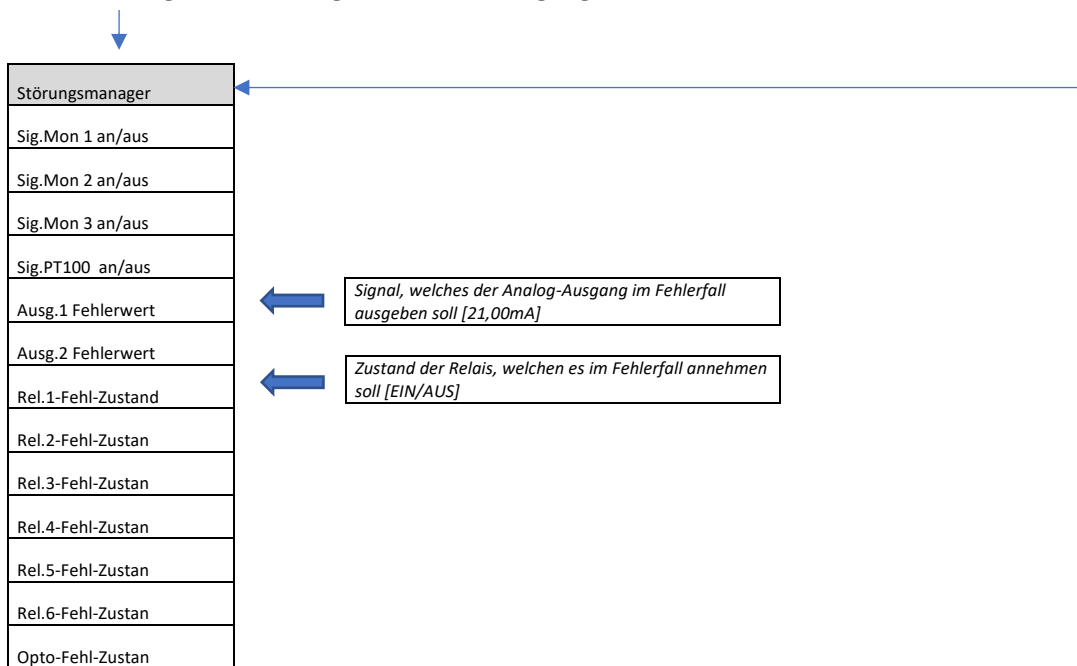 Störungsmanager
Sig.Mon 1 an/aus
Sig.Mon 2 an/aus
Sig.Mon 3 an/aus
Sig.PT100 an/aus
Ausg.1 Fehlerwert
Signal, welches der Analog-Ausgang im Fehlerfall
ausgeben soll [21,00mA]
Ausg.2 Fehlerwert
Rel.1-Fehl-Zustand
Zustand der Relais, welchen es im Fehlerfall annehmen
soll [EIN/AUS]
Rel.2-Fehl-Zustan
Rel.3-Fehl-Zustan
Rel.4-Fehl-Zustan
Rel.5-Fehl-Zustan
Rel.6-Fehl-Zustan
Opto-Fehl-Zustan